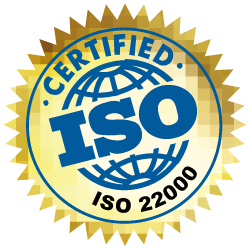 · CERTIFIED ·
ISO
ISO 22000